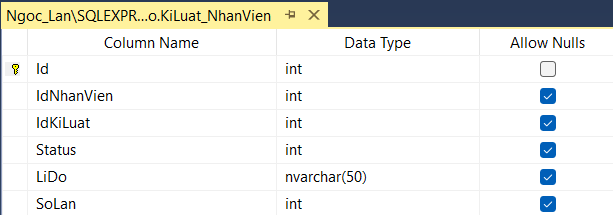 Ngoc_Lan\SQLEXPR...o.KiLuat_NhanVien
Column Name Data Type Allow Nulls
Id int
IdNhanVien int
IdKiLuat int
Status int
LiDo nvarchar(50)
SoLan int